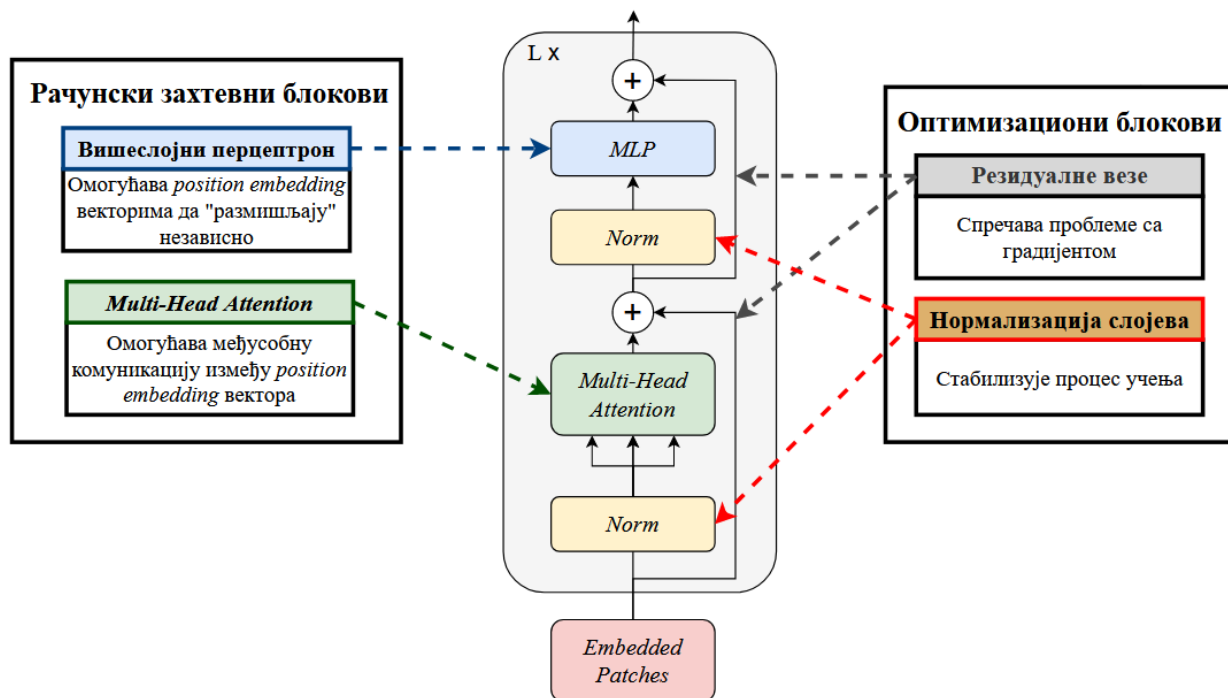 Рачунски захтевни блокови
Вишеслојни перцептрон
Омогућава position embedding
векторима да "размишљају"
независно
Multi-Head Attention
Омогућава међусобну
комуникацију између position
embedding вектора
L x
+
MLP
Norm
+
Multi-Head
Attention
Norm
Embedded
Patches
Оптимизациони блокови
Резидуалне везе
Спречава проблеме са
градијентом
Нормализација слојева
Стабилизује процес учења